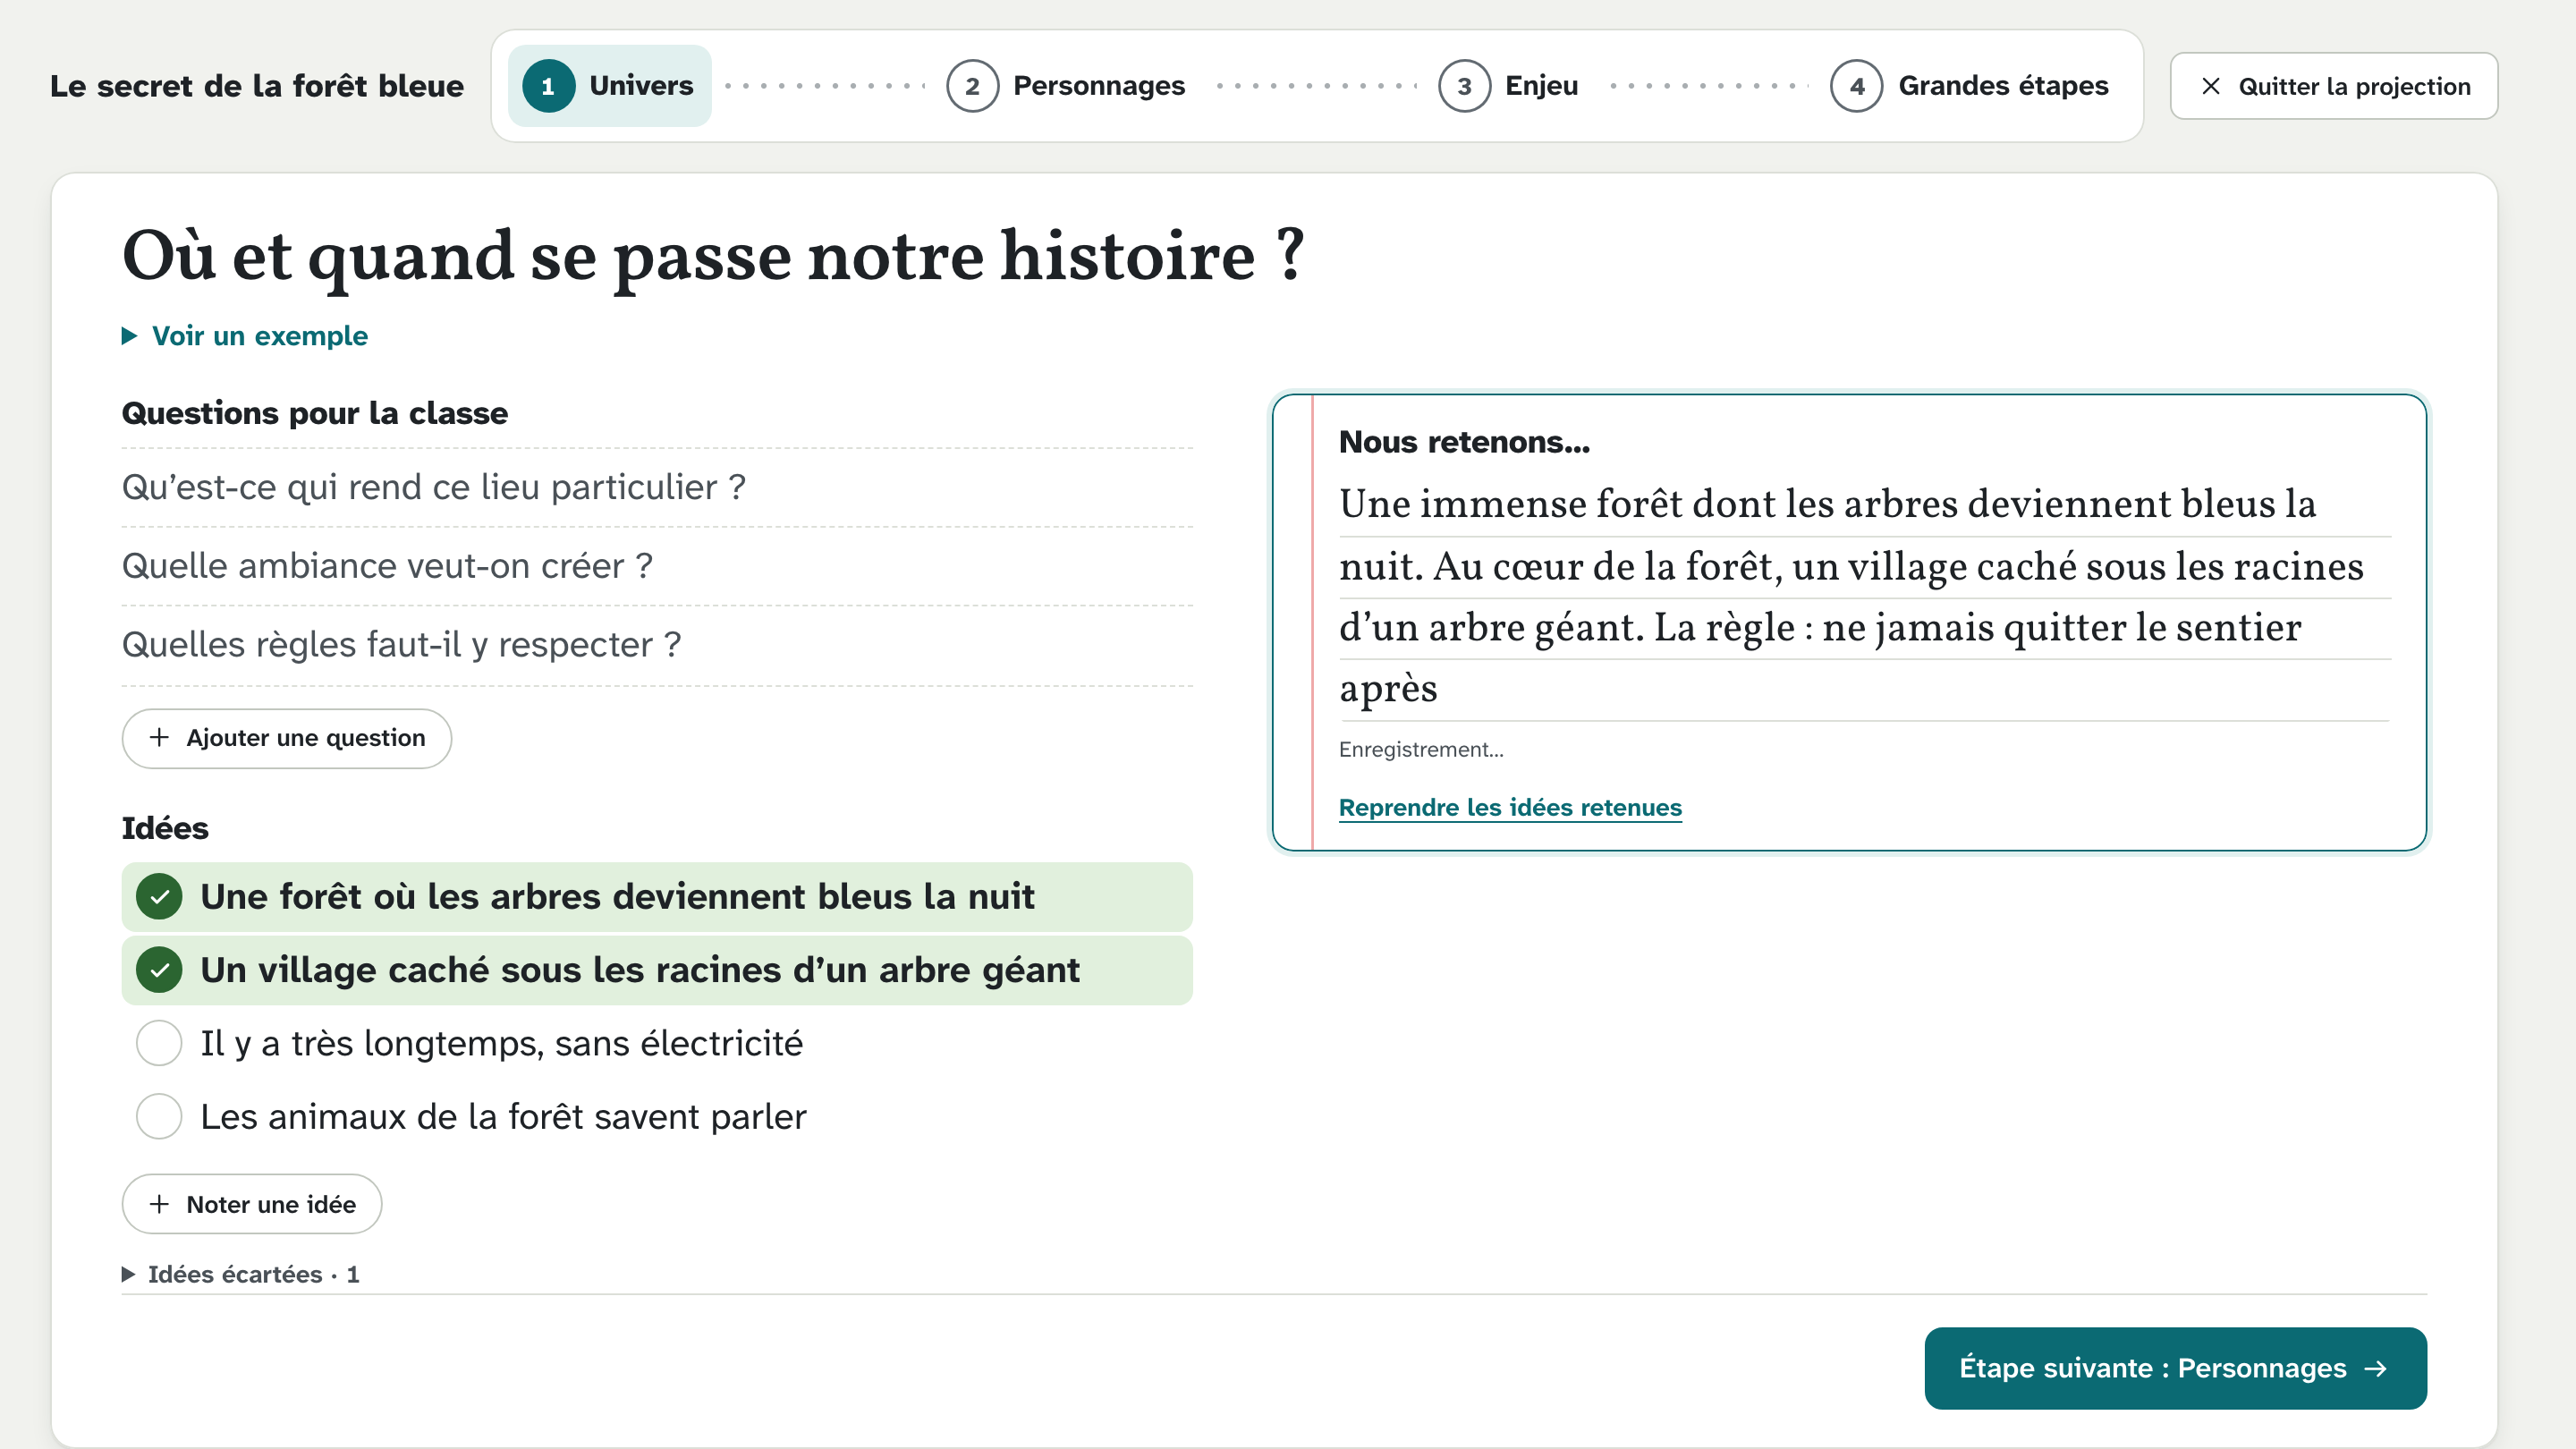 Le secret de la forêt bleue
1 Univers
2 Personnages
3 Enjeu
4 Grandes étapes
Quitter la projection
Où et quand se passe notre histoire ?
Voir un exemple
Questions pour la classe
Qu’est-ce qui rend ce lieu particulier ?
Quelle ambiance veut-on créer ?
Quelles règles faut-il y respecter ?
+ Ajouter une question
Idées
Une forêt où les arbres deviennent bleus la nuit
Un village caché sous les racines d’un arbre géant
Il y a très longtemps, sans électricité
Les animaux de la forêt savent parler
+ Noter une idée
Idées écartées · 1
Nous retenons…
Une immense forêt dont les arbres deviennent bleus la
nuit. Au cœur de la forêt, un village caché sous les racines
d’un arbre géant. La règle : ne jamais quitter le sentier
après
Enregistrement…
Reprendre les idées retenues
Étape suivante : Personnages →